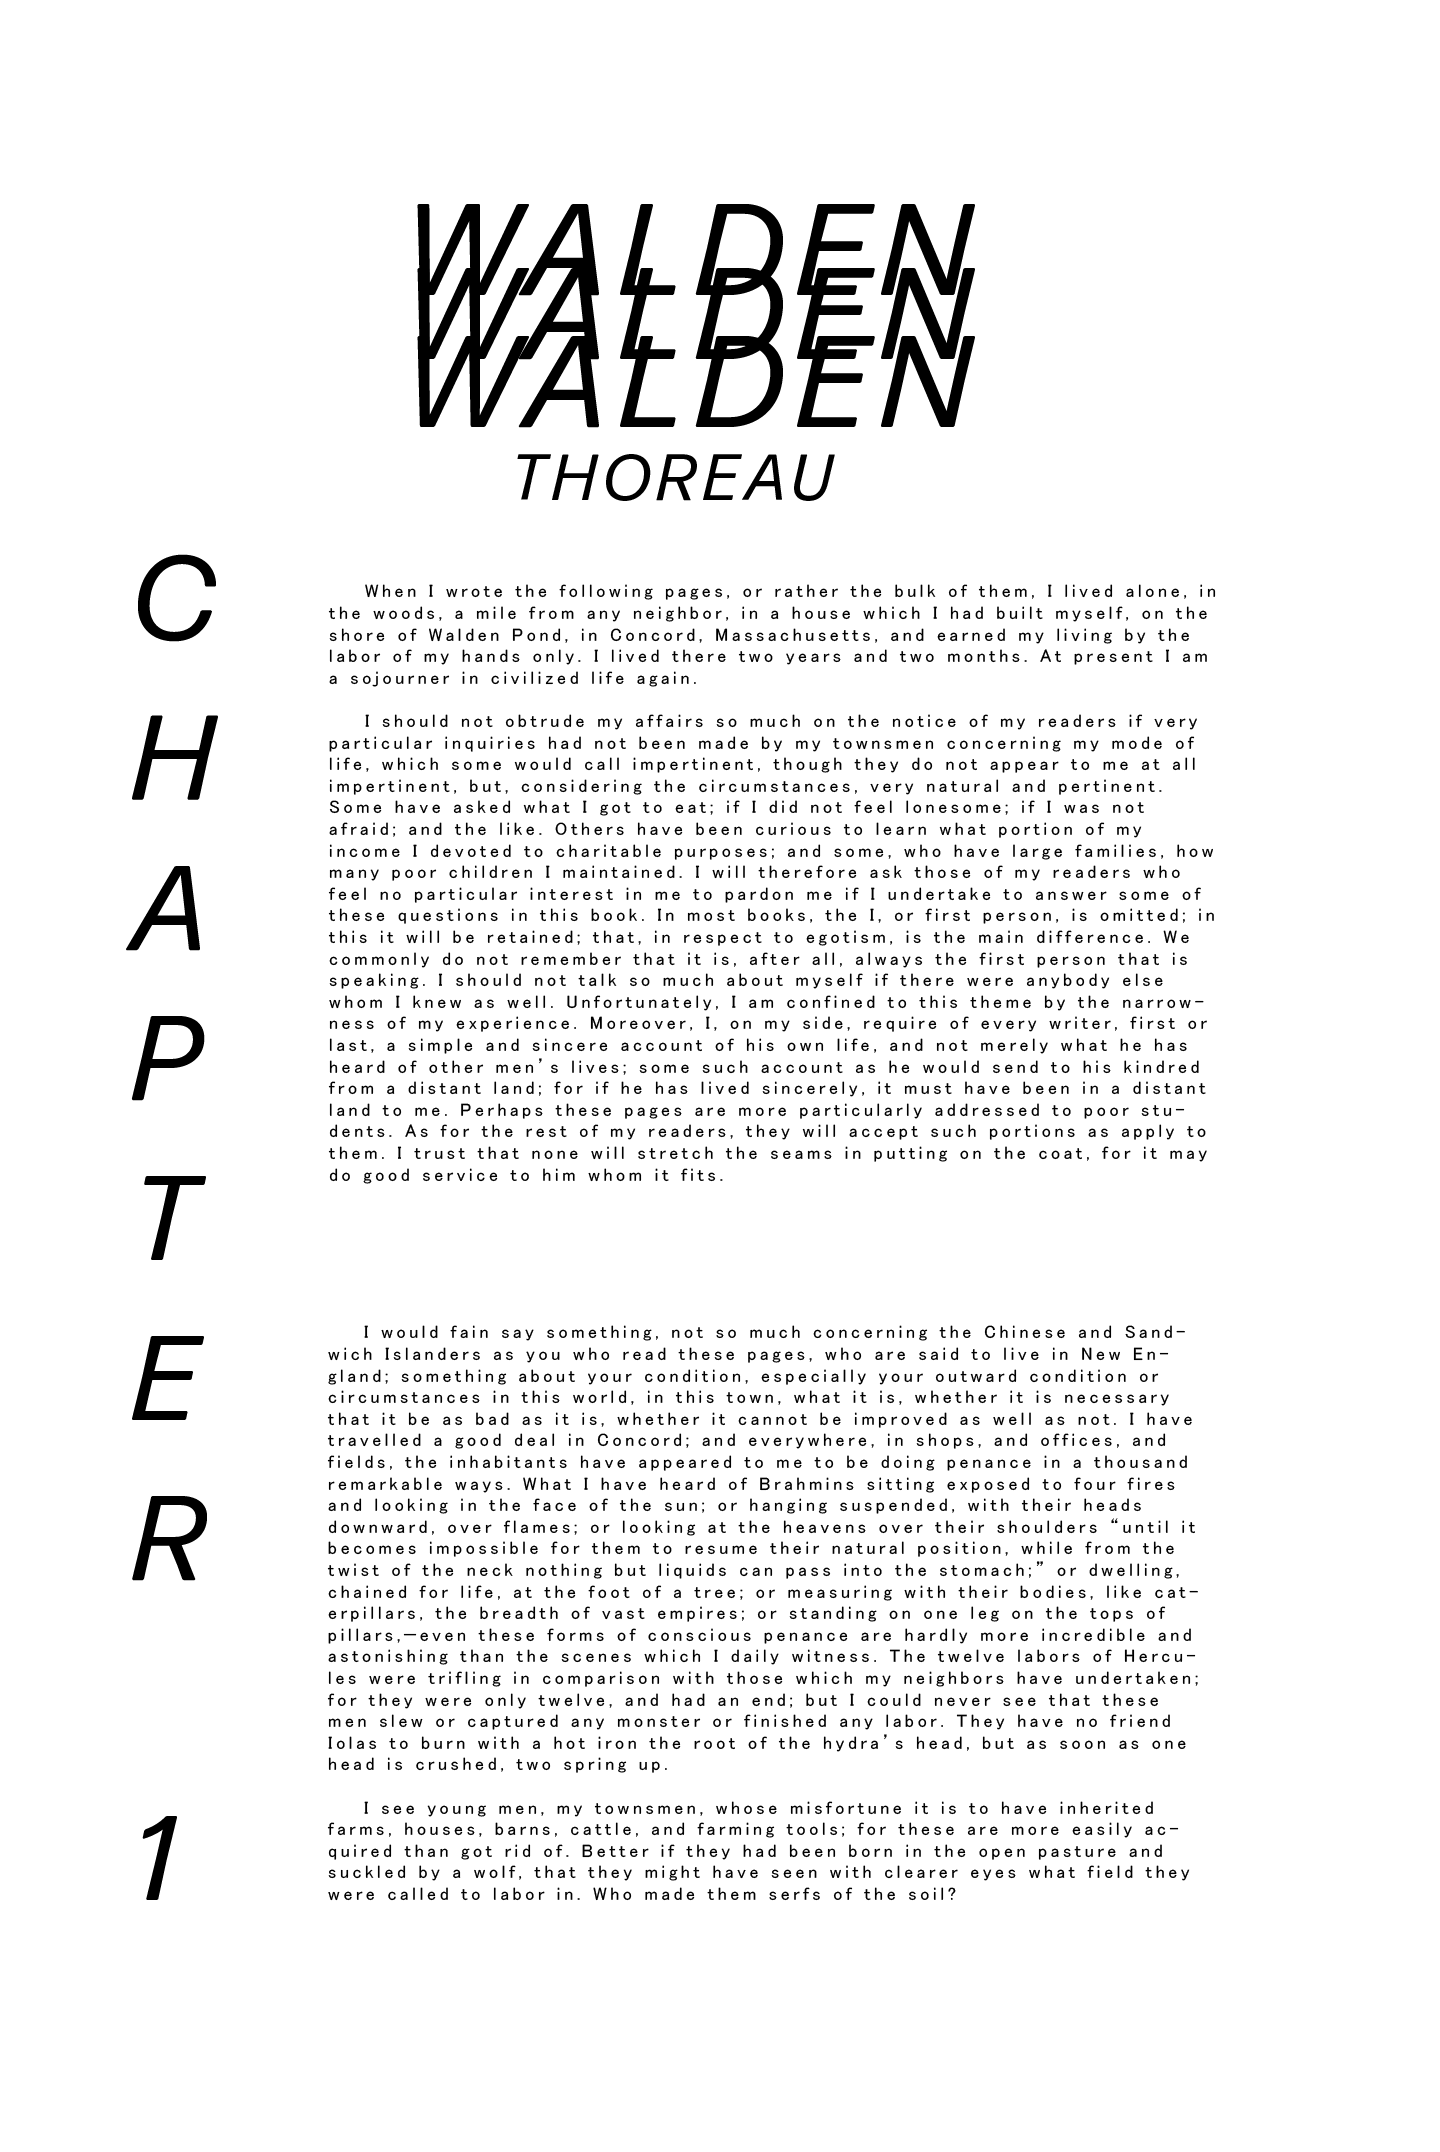 WALDEN
WALDEN
WALDEN
THOREAU
CHAPTER 1
When I wrote the following pages, or rather the bulk of them, I lived alone, in
the woods, a mile from any neighbor, in a house which I had built myself, on the
shore of Walden Pond, in Concord, Massachusetts, and earned my living by the
labor of my hands only. I lived there two years and two months. At present I am
a sojourner in civilized life again.
I should not obtrude my affairs so much on the notice of my readers if very
particular inquiries had not been made by my townsmen concerning my mode of
life, which some would call impertinent, though they do not appear to me at all
impertinent, but, considering the circumstances, very natural and pertinent.
Some have asked what I got to eat; if I did not feel lonesome; if I was not
afraid; and the like. Others have been curious to learn what portion of my
income I devoted to charitable purposes; and some, who have large families, how
many poor children I maintained. I will therefore ask those of my readers who
feel no particular interest in me to pardon me if I undertake to answer some of
these questions in this book. In most books, the I, or first person, is omitted; in
this it will be retained; that, in respect to egotism, is the main difference. We
commonly do not remember that it is, after all, always the first person that is
speaking. I should not talk so much about myself if there were anybody else
whom I knew as well. Unfortunately, I am confined to this theme by the narrow-
ness of my experience. Moreover, I, on my side, require of every writer, first or
last, a simple and sincere account of his own life, and not merely what he has
heard of other men’s lives; some such account as he would send to his kindred
from a distant land; for if he has lived sincerely, it must have been in a distant
land to me. Perhaps these pages are more particularly addressed to poor stu-
dents. As for the rest of my readers, they will accept such portions as apply to
them. I trust that none will stretch the seams in putting on the coat, for it may
do good service to him whom it fits.
I would fain say something, not so much concerning the Chinese and Sand-
wich Islanders as you who read these pages, who are said to live in New En-
gland; something about your condition, especially your outward condition or
circumstances in this world, in this town, what it is, whether it is necessary
that it be as bad as it is, whether it cannot be improved as well as not. I have
travelled a good deal in Concord; and everywhere, in shops, and offices, and
fields, the inhabitants have appeared to me to be doing penance in a thousand
remarkable ways. What I have heard of Brahmins sitting exposed to four fires
and looking in the face of the sun; or hanging suspended, with their heads
downward, over flames; or looking at the heavens over their shoulders “until it
becomes impossible for them to resume their natural position, while from the
twist of the neck nothing but liquids can pass into the stomach;” or dwelling,
chained for life, at the foot of a tree; or measuring with their bodies, like cat-
erpillars, the breadth of vast empires; or standing on one leg on the tops of
pillars,—even these forms of conscious penance are hardly more incredible and
astonishing than the scenes which I daily witness. The twelve labors of Hercu-
les were trifling in comparison with those which my neighbors have undertaken;
for they were only twelve, and had an end; but I could never see that these
men slew or captured any monster or finished any labor. They have no friend
Iolas to burn with a hot iron the root of the hydra’s head, but as soon as one
head is crushed, two spring up.
I see young men, my townsmen, whose misfortune it is to have inherited
farms, houses, barns, cattle, and farming tools; for these are more easily ac-
quired than got rid of. Better if they had been born in the open pasture and
suckled by a wolf, that they might have seen with clearer eyes what field they
were called to labor in. Who made them serfs of the soil?